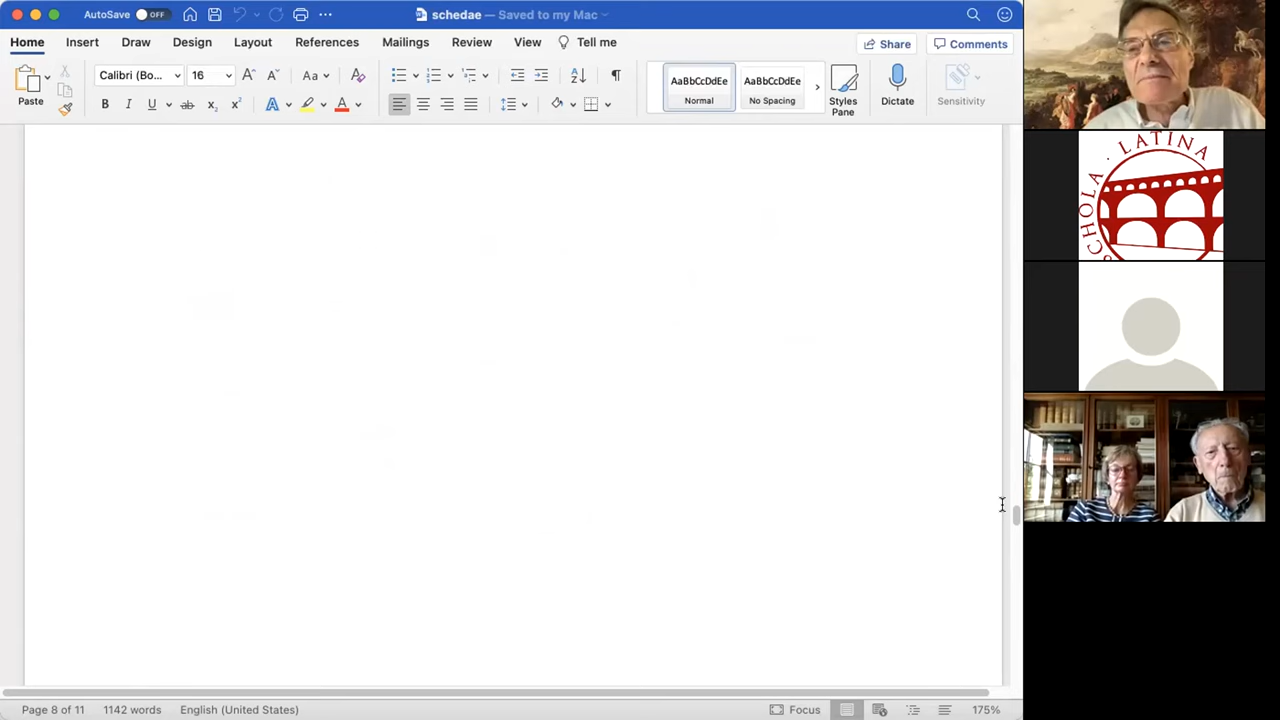 AutoSave OFF
schedae — Saved to my Mac
Home Insert Draw Design Layout References Mailings Review View Tell me
Share Comments
Paste
Calibri (Bo... 16
AaBbCcDdEe AaBbCcDdEe
Normal No Spacing
Styles Pane
Dictate
Sensitivity
SCHOLA · LATINA
Page 8 of 11 1142 words English (United States) Focus 175%